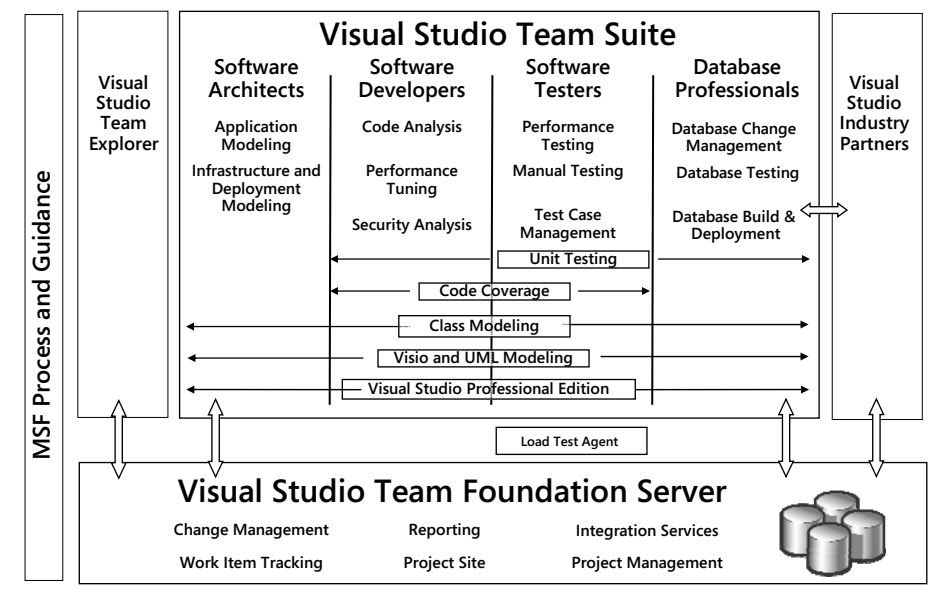 MSF Process and Guidance
Visual
Studio
Team
Explorer
Visual Studio Team Suite
Software
Architects
Application
Modeling
Infrastructure and
Deployment
Modeling
Software
Developers
Code Analysis
Performance
Tuning
Security Analysis
Software
Testers
Performance
Testing
Manual Testing
Test Case
Management
Database
Professionals
Database Change
Management
Database Testing
Database Build &
Deployment
Unit Testing
Code Coverage
Class Modeling
Visio and UML Modeling
Visual Studio Professional Edition
Visual
Studio
Industry
Partners
Load Test Agent
Visual Studio Team Foundation Server
Change Management
Reporting
Integration Services
Work Item Tracking
Project Site
Project Management